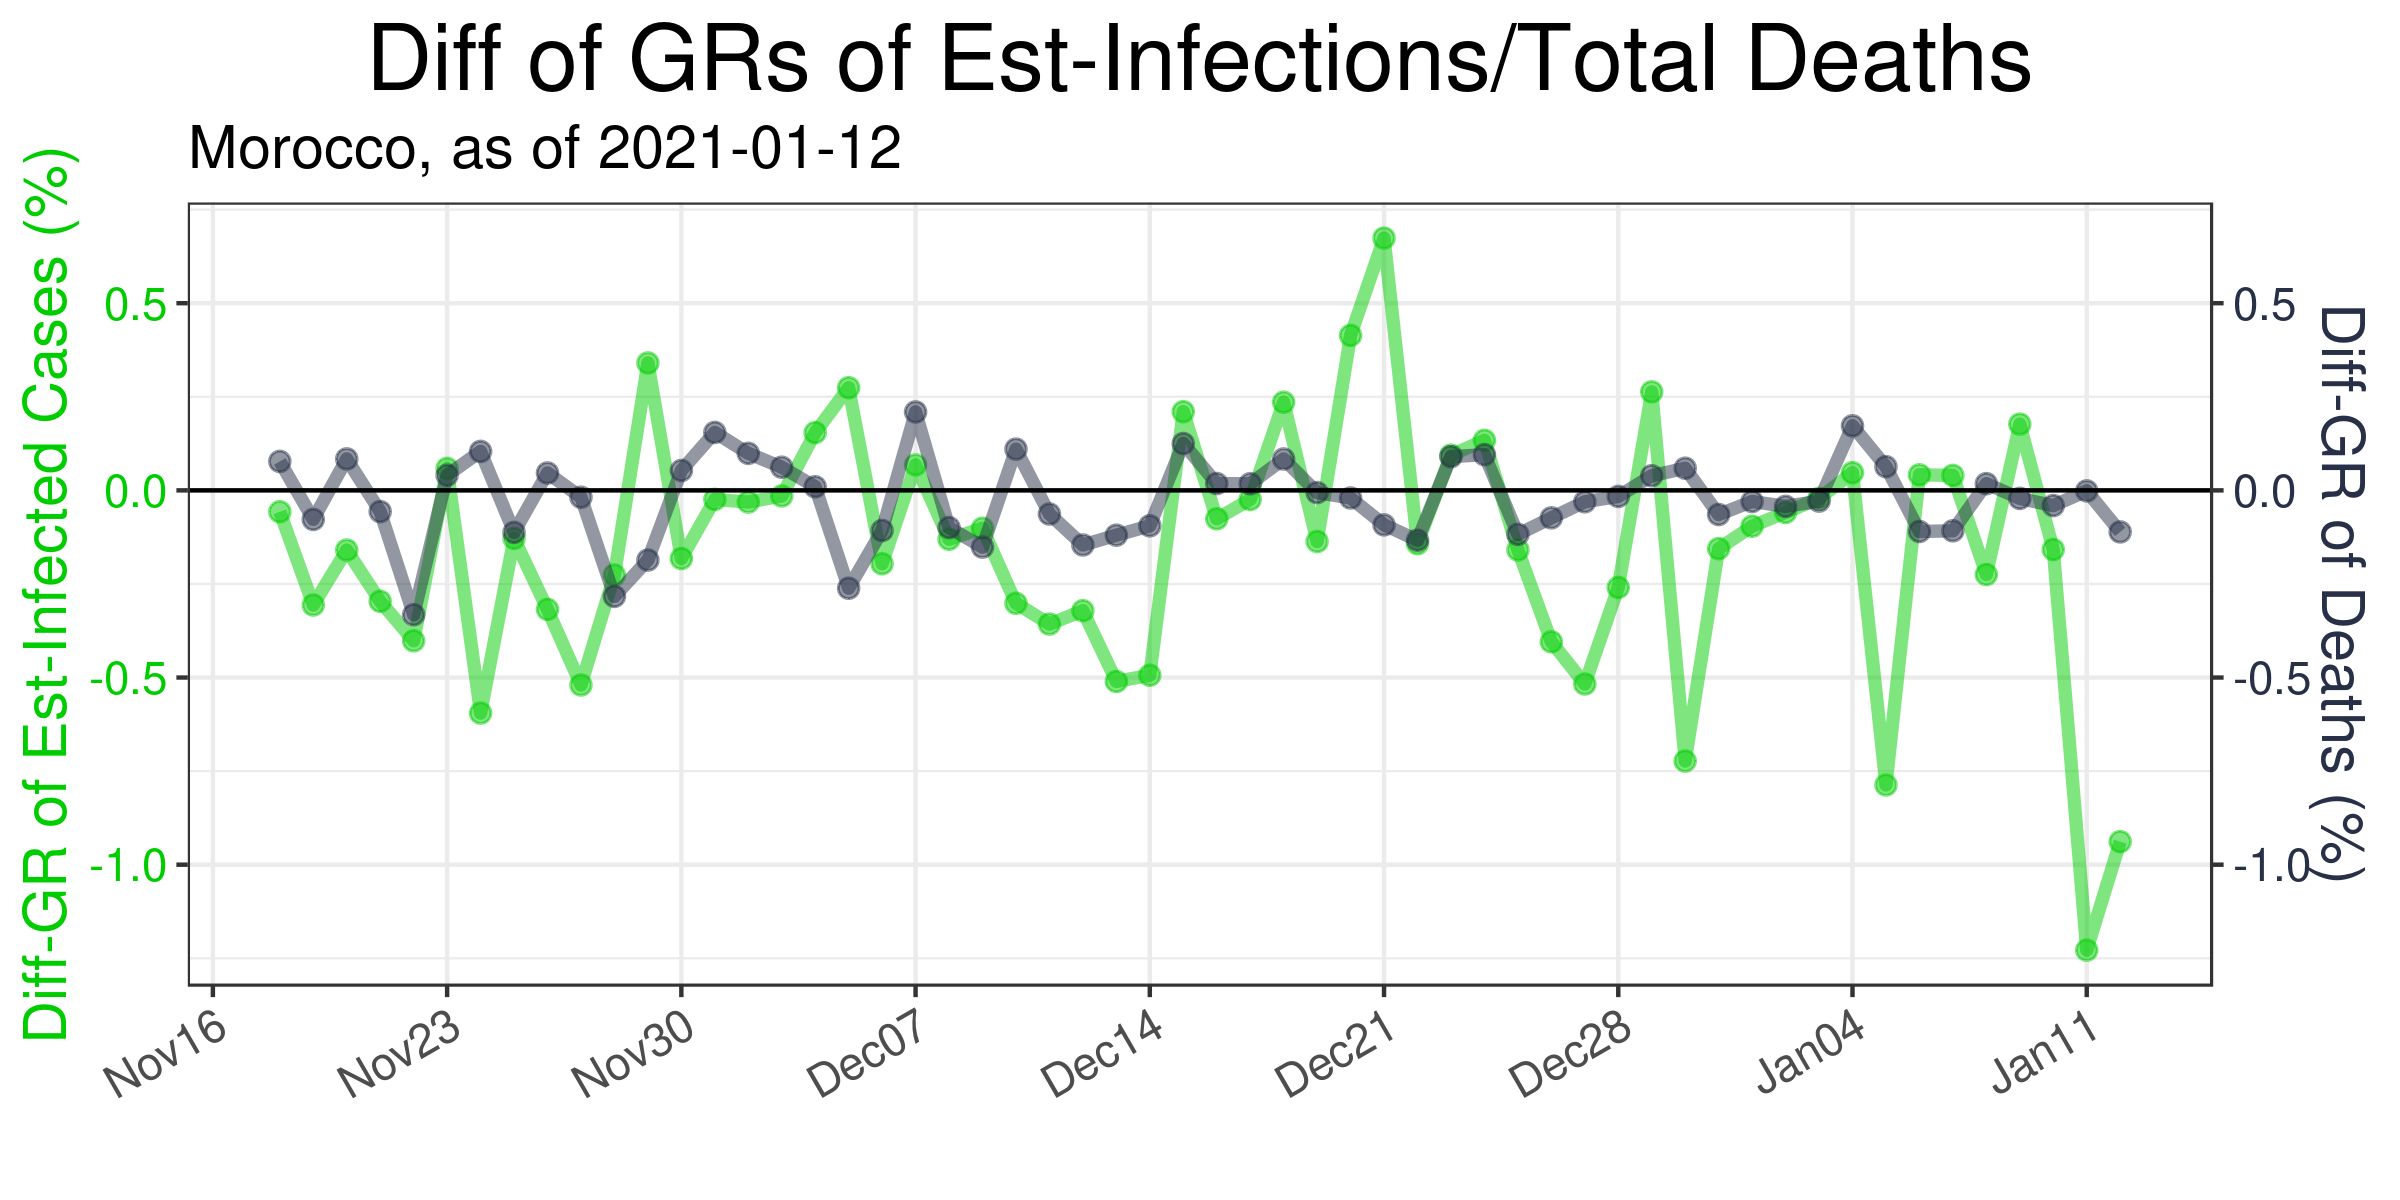 Diff of GRs of Est-Infections/Total Deaths
Morocco, as of 2021-01-12
Diff-GR of Est-Infected Cases (%)
0.5
0.0
-0.5
-1.0
0.5
0.0
-0.5
-1.0
Diff-GR of Deaths (%)
Nov16
Nov23
Nov30
Dec07
Dec14
Dec21
Dec28
Jan04
Jan11